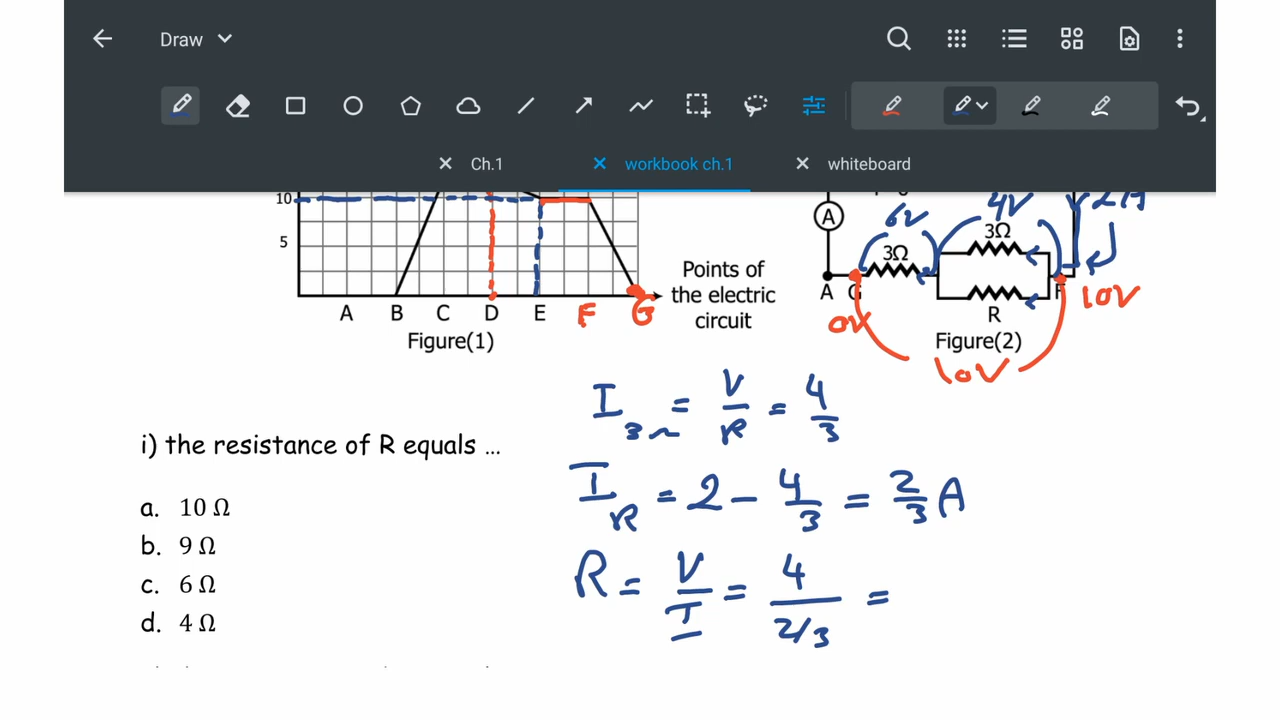 Draw
Ch.1
workbook ch.1
whiteboard
10
5
A B C D E F G
Points of
the electric
circuit
Figure(1)
A
6V
4V
2A
3Ω
3Ω
A G
F
R
0V
10V
10V
Figure(2)
I 3Ω = V/R = 4/3
i) the resistance of R equals ...
I R = 2 - 4/3 = 2/3 A
a. 10 Ω
b. 9 Ω
R = V/I = 4/(2/3) =
c. 6 Ω
d. 4 Ω